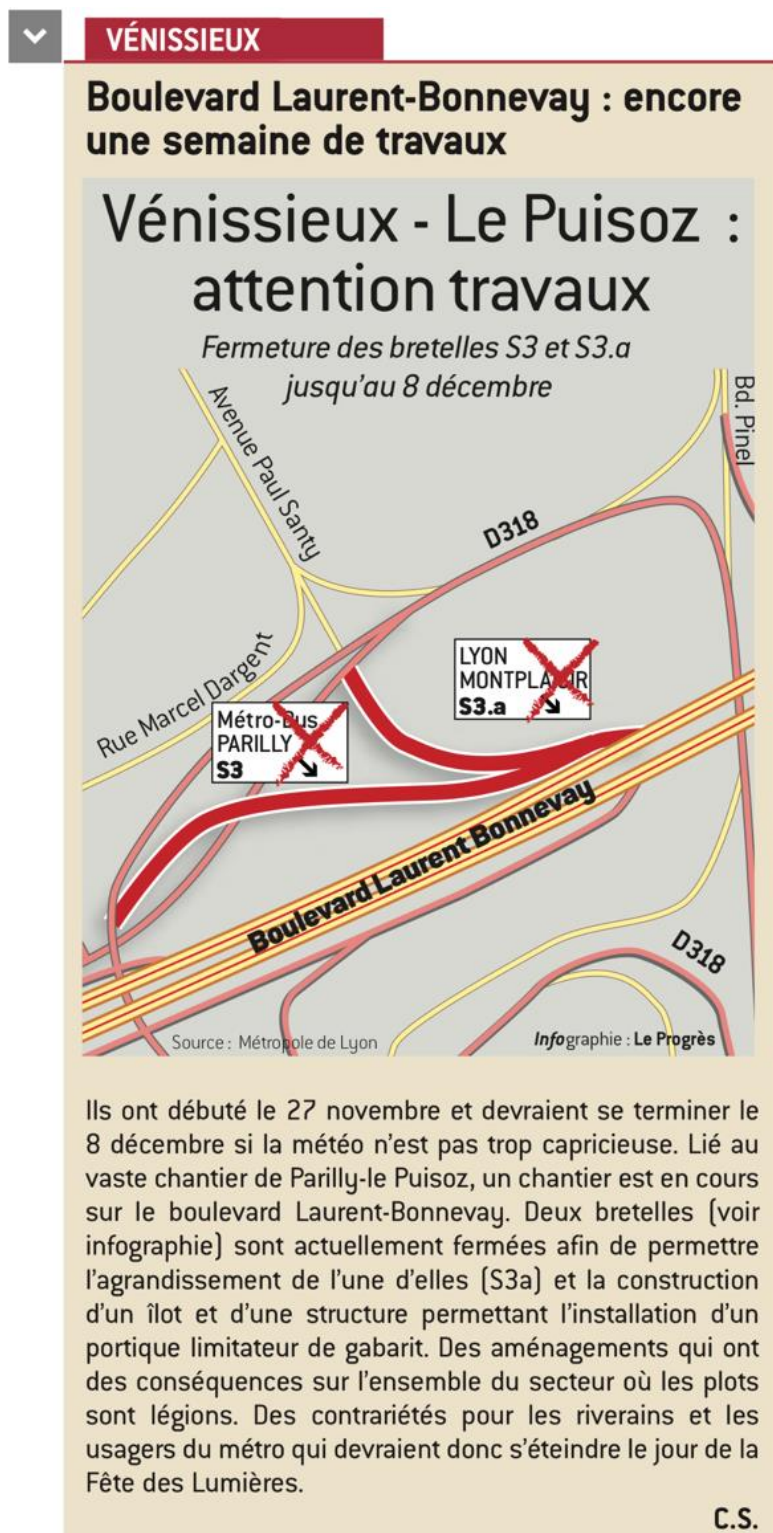 VÉNISSIEUX
Boulevard Laurent-Bonnevay : encore
une semaine de travaux
Vénissieux - Le Puisoz :
attention travaux
Fermeture des bretelles S3 et S3.a
jusqu'au 8 décembre
Avenue Paul Santy
Bd. Pinel
D318
Rue Marcel Dargent
LYON
MONTPLAISIR
S3.a
Métro-Bus
PARILLY
S3
Boulevard Laurent Bonnevay
D318
Source : Métropole de Lyon
Infographie : Le Progrès
Ils ont débuté le 27 novembre et devraient se terminer le
8 décembre si la météo n'est pas trop capricieuse. Lié au
vaste chantier de Parilly-le Puisoz, un chantier est en cours
sur le boulevard Laurent-Bonnevay. Deux bretelles (voir
infographie) sont actuellement fermées afin de permettre
l'agrandissement de l'une d'elles (S3a) et la construction
d'un îlot et d'une structure permettant l'installation d'un
portique limitateur de gabarit. Des aménagements qui ont
des conséquences sur l'ensemble du secteur où les plots
sont légions. Des contrariétés pour les riverains et les
usagers du métro qui devraient donc s'éteindre le jour de la
Fête des Lumières.
C.S.